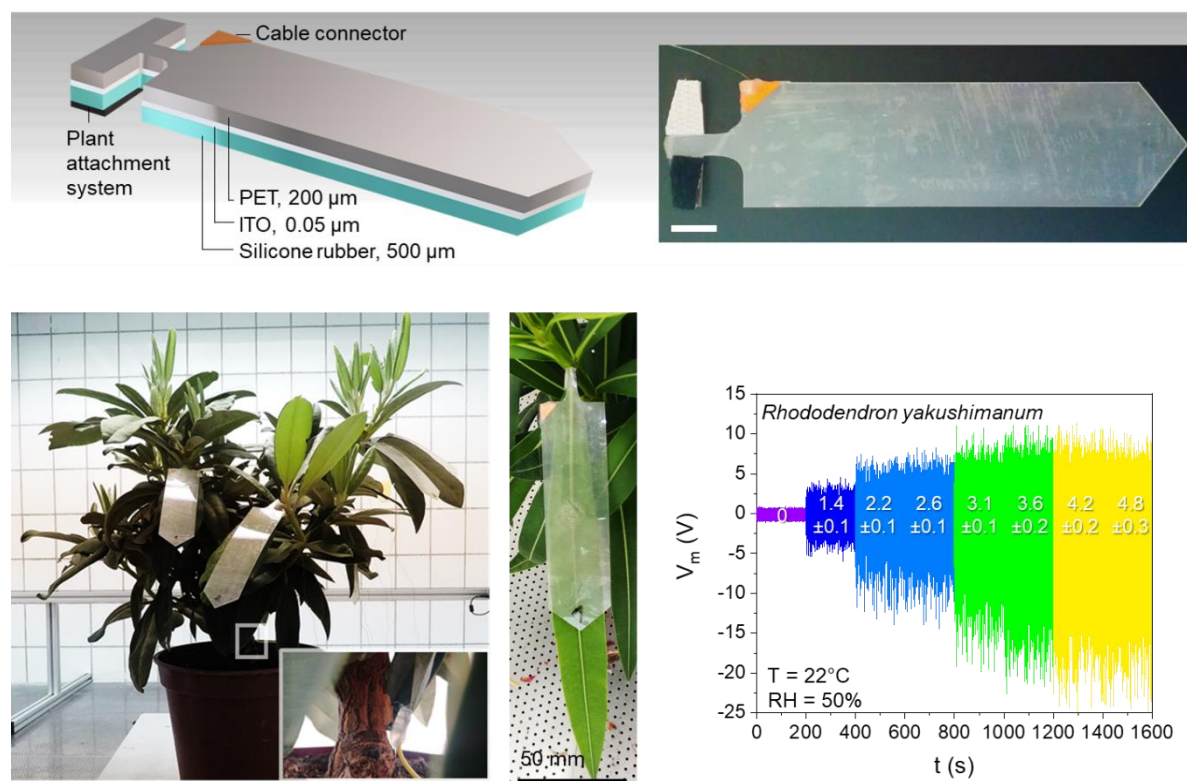 Cable connector
Plant
attachment
system
PET, 200 µm
ITO, 0.05 µm
Silicone rubber, 500 µm
50 mm
Rhododendron yakushimanum
15
10
5
0
-5
-10
-15
-20
-25
Vₘ (V)
0
1.4
±0.1
2.2
±0.1
2.6
±0.1
3.1
±0.1
3.6
±0.2
4.2
±0.2
4.8
±0.3
T = 22°C
RH = 50%
0 200 400 600 800 1000 1200 1400 1600
t (s)